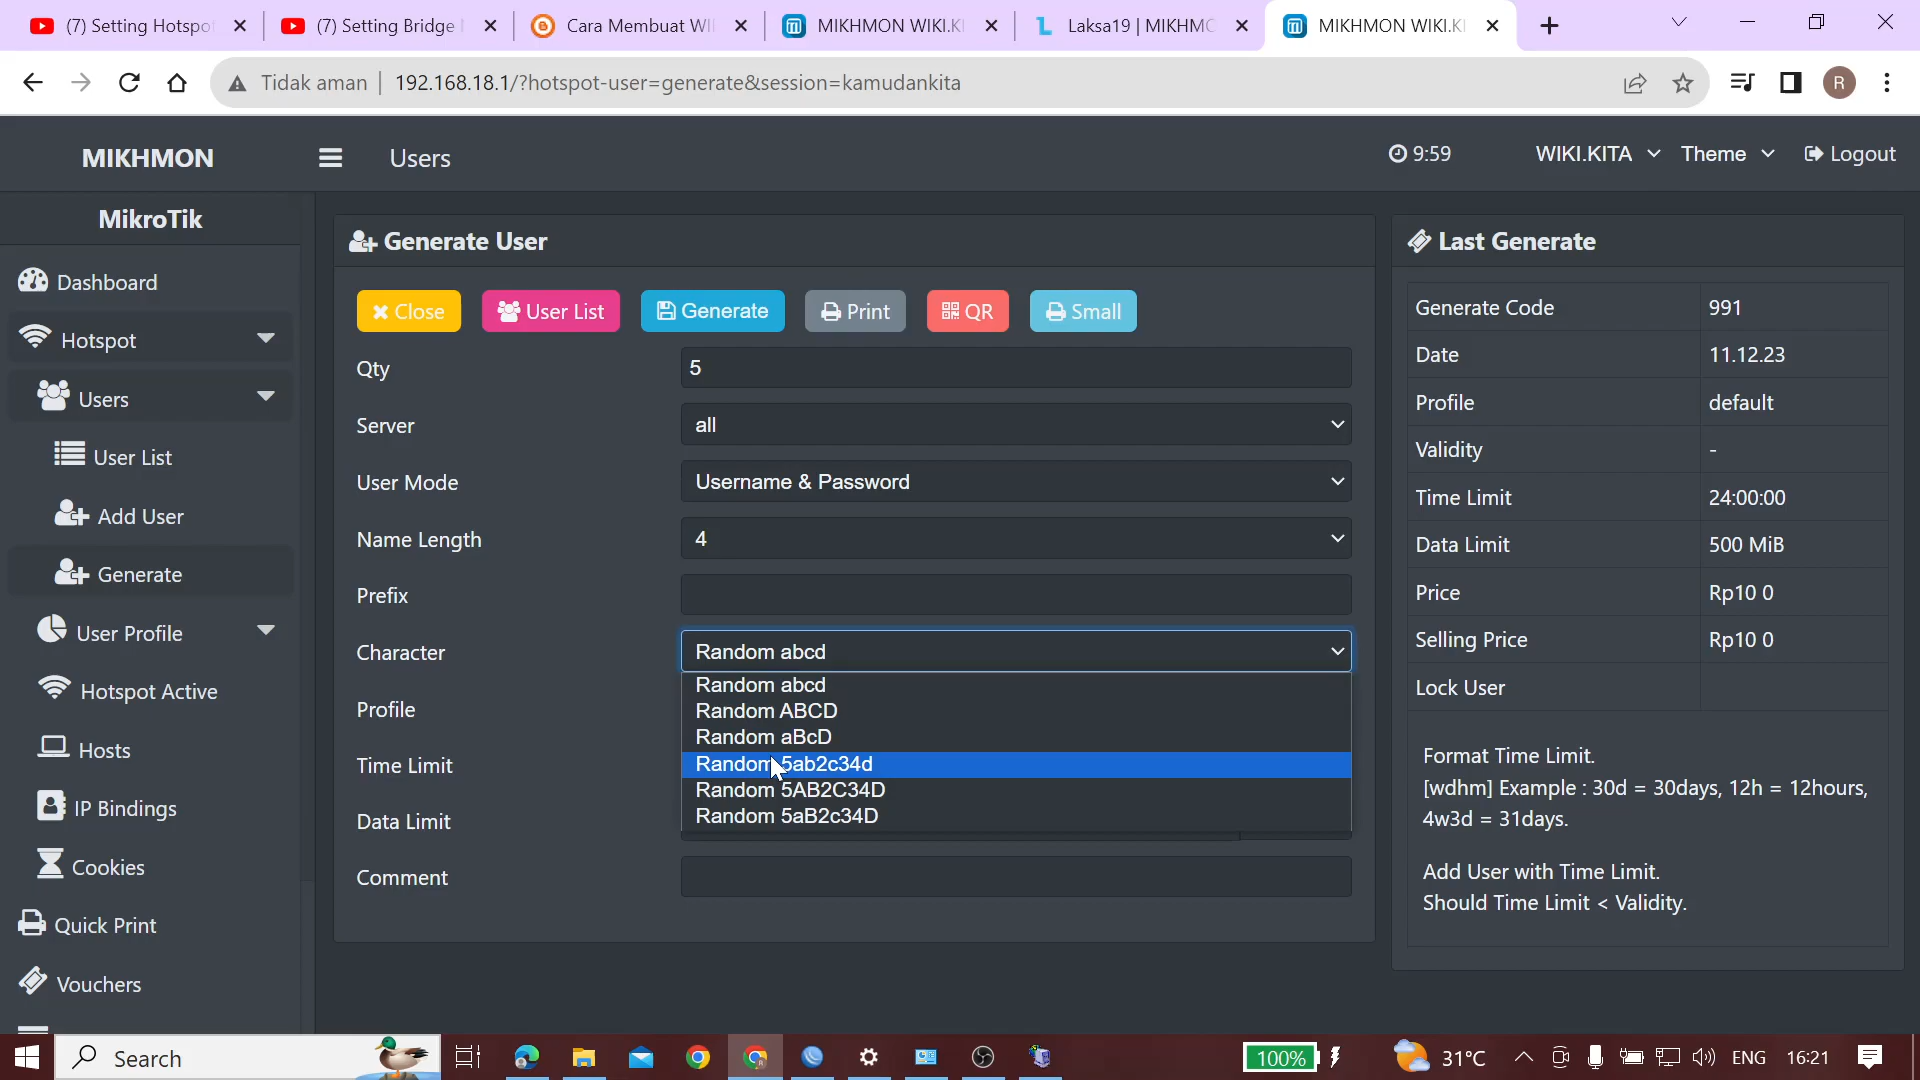 (7) Setting Hotspo
(7) Setting Bridge
Cara Membuat WI
MIKHMON WIKI.KI
Laksa19 | MIKHMO
MIKHMON WIKI.KI
Tidak aman
192.168.18.1/?hotspot-user=generate&session=kamudankita
R
MIKHMON
Users
9:59
WIKI.KITA
Theme
Logout
MikroTik
Dashboard
Hotspot
Users
User List
Add User
Generate
User Profile
Hotspot Active
Hosts
IP Bindings
Cookies
Quick Print
Vouchers
Generate User
Close
User List
Generate
Print
QR
Small
Qty
5
Server
all
User Mode
Username & Password
Name Length
4
Prefix
Character
Random abcd
Random abcd
Random ABCD
Random aBcD
Random 5ab2c34d
Random 5AB2C34D
Random 5aB2c34D
Profile
Time Limit
Data Limit
Comment
Last Generate
Generate Code 991
Date 11.12.23
Profile default
Validity -
Time Limit 24:00:00
Data Limit 500 MiB
Price Rp10 0
Selling Price Rp10 0
Lock User
Format Time Limit.
[wdhm] Example : 30d = 30days, 12h = 12hours,
4w3d = 31days.
Add User with Time Limit.
Should Time Limit < Validity.
Search
100%
31°C
ENG
16:21